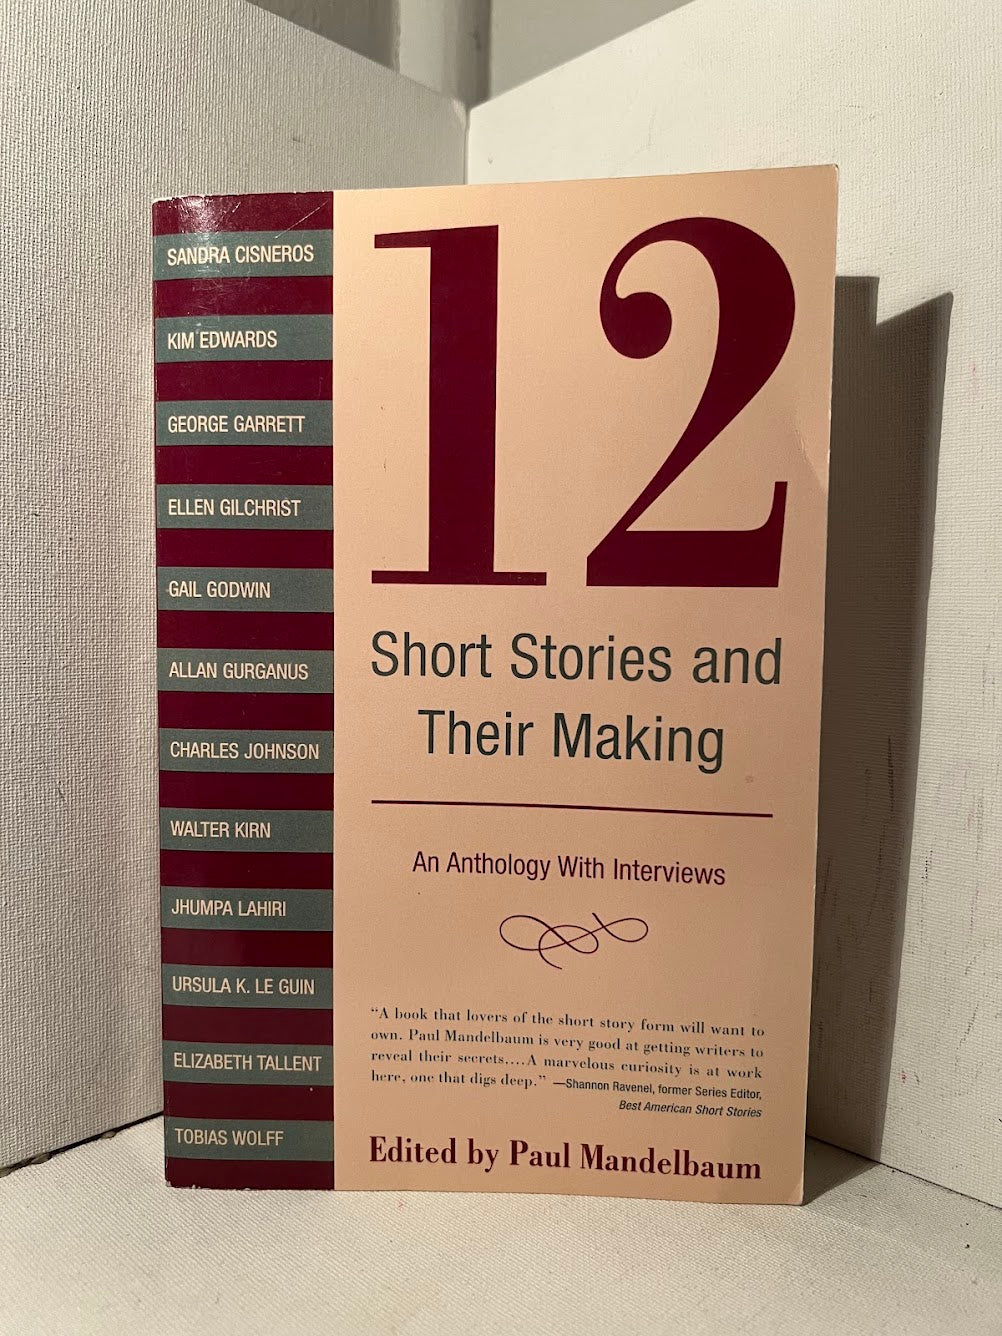 SANDRA CISNEROS
KIM EDWARDS
GEORGE GARRETT
ELLEN GILCHRIST
GAIL GODWIN
ALLAN GURGANUS
CHARLES JOHNSON
WALTER KIRN
JHUMPA LAHIRI
URSULA K. LE GUIN
ELIZABETH TALLENT
TOBIAS WOLFF
12
Short Stories and
Their Making
An Anthology With Interviews
“A book that lovers of the short story form will want to
own. Paul Mandelbaum is very good at getting writers to
reveal their secrets....A marvelous curiosity is at work
here, one that digs deep.” —Shannon Ravenel, former Series Editor,
Best American Short Stories
Edited by Paul Mandelbaum